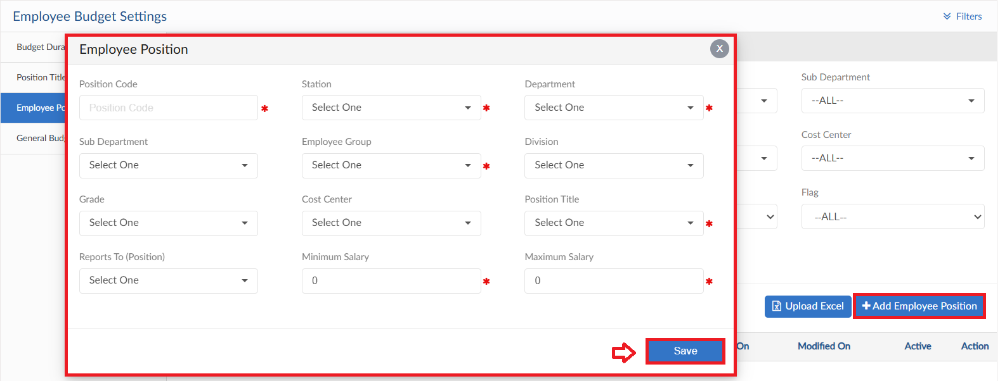 Employee Budget Settings
Filters
Budget Dura
Position Title
Employee Po
General Budg
Employee Position
X
Position Code
Station
Department
Position Code
Select One
Select One
Sub Department
Employee Group
Division
Select One
Select One
Select One
Grade
Cost Center
Position Title
Select One
Select One
Select One
Reports To (Position)
Minimum Salary
Maximum Salary
Select One
0
0
Save
Sub Department
--ALL--
Cost Center
--ALL--
Flag
--ALL--
Upload Excel
Add Employee Position
On
Modified On
Active
Action